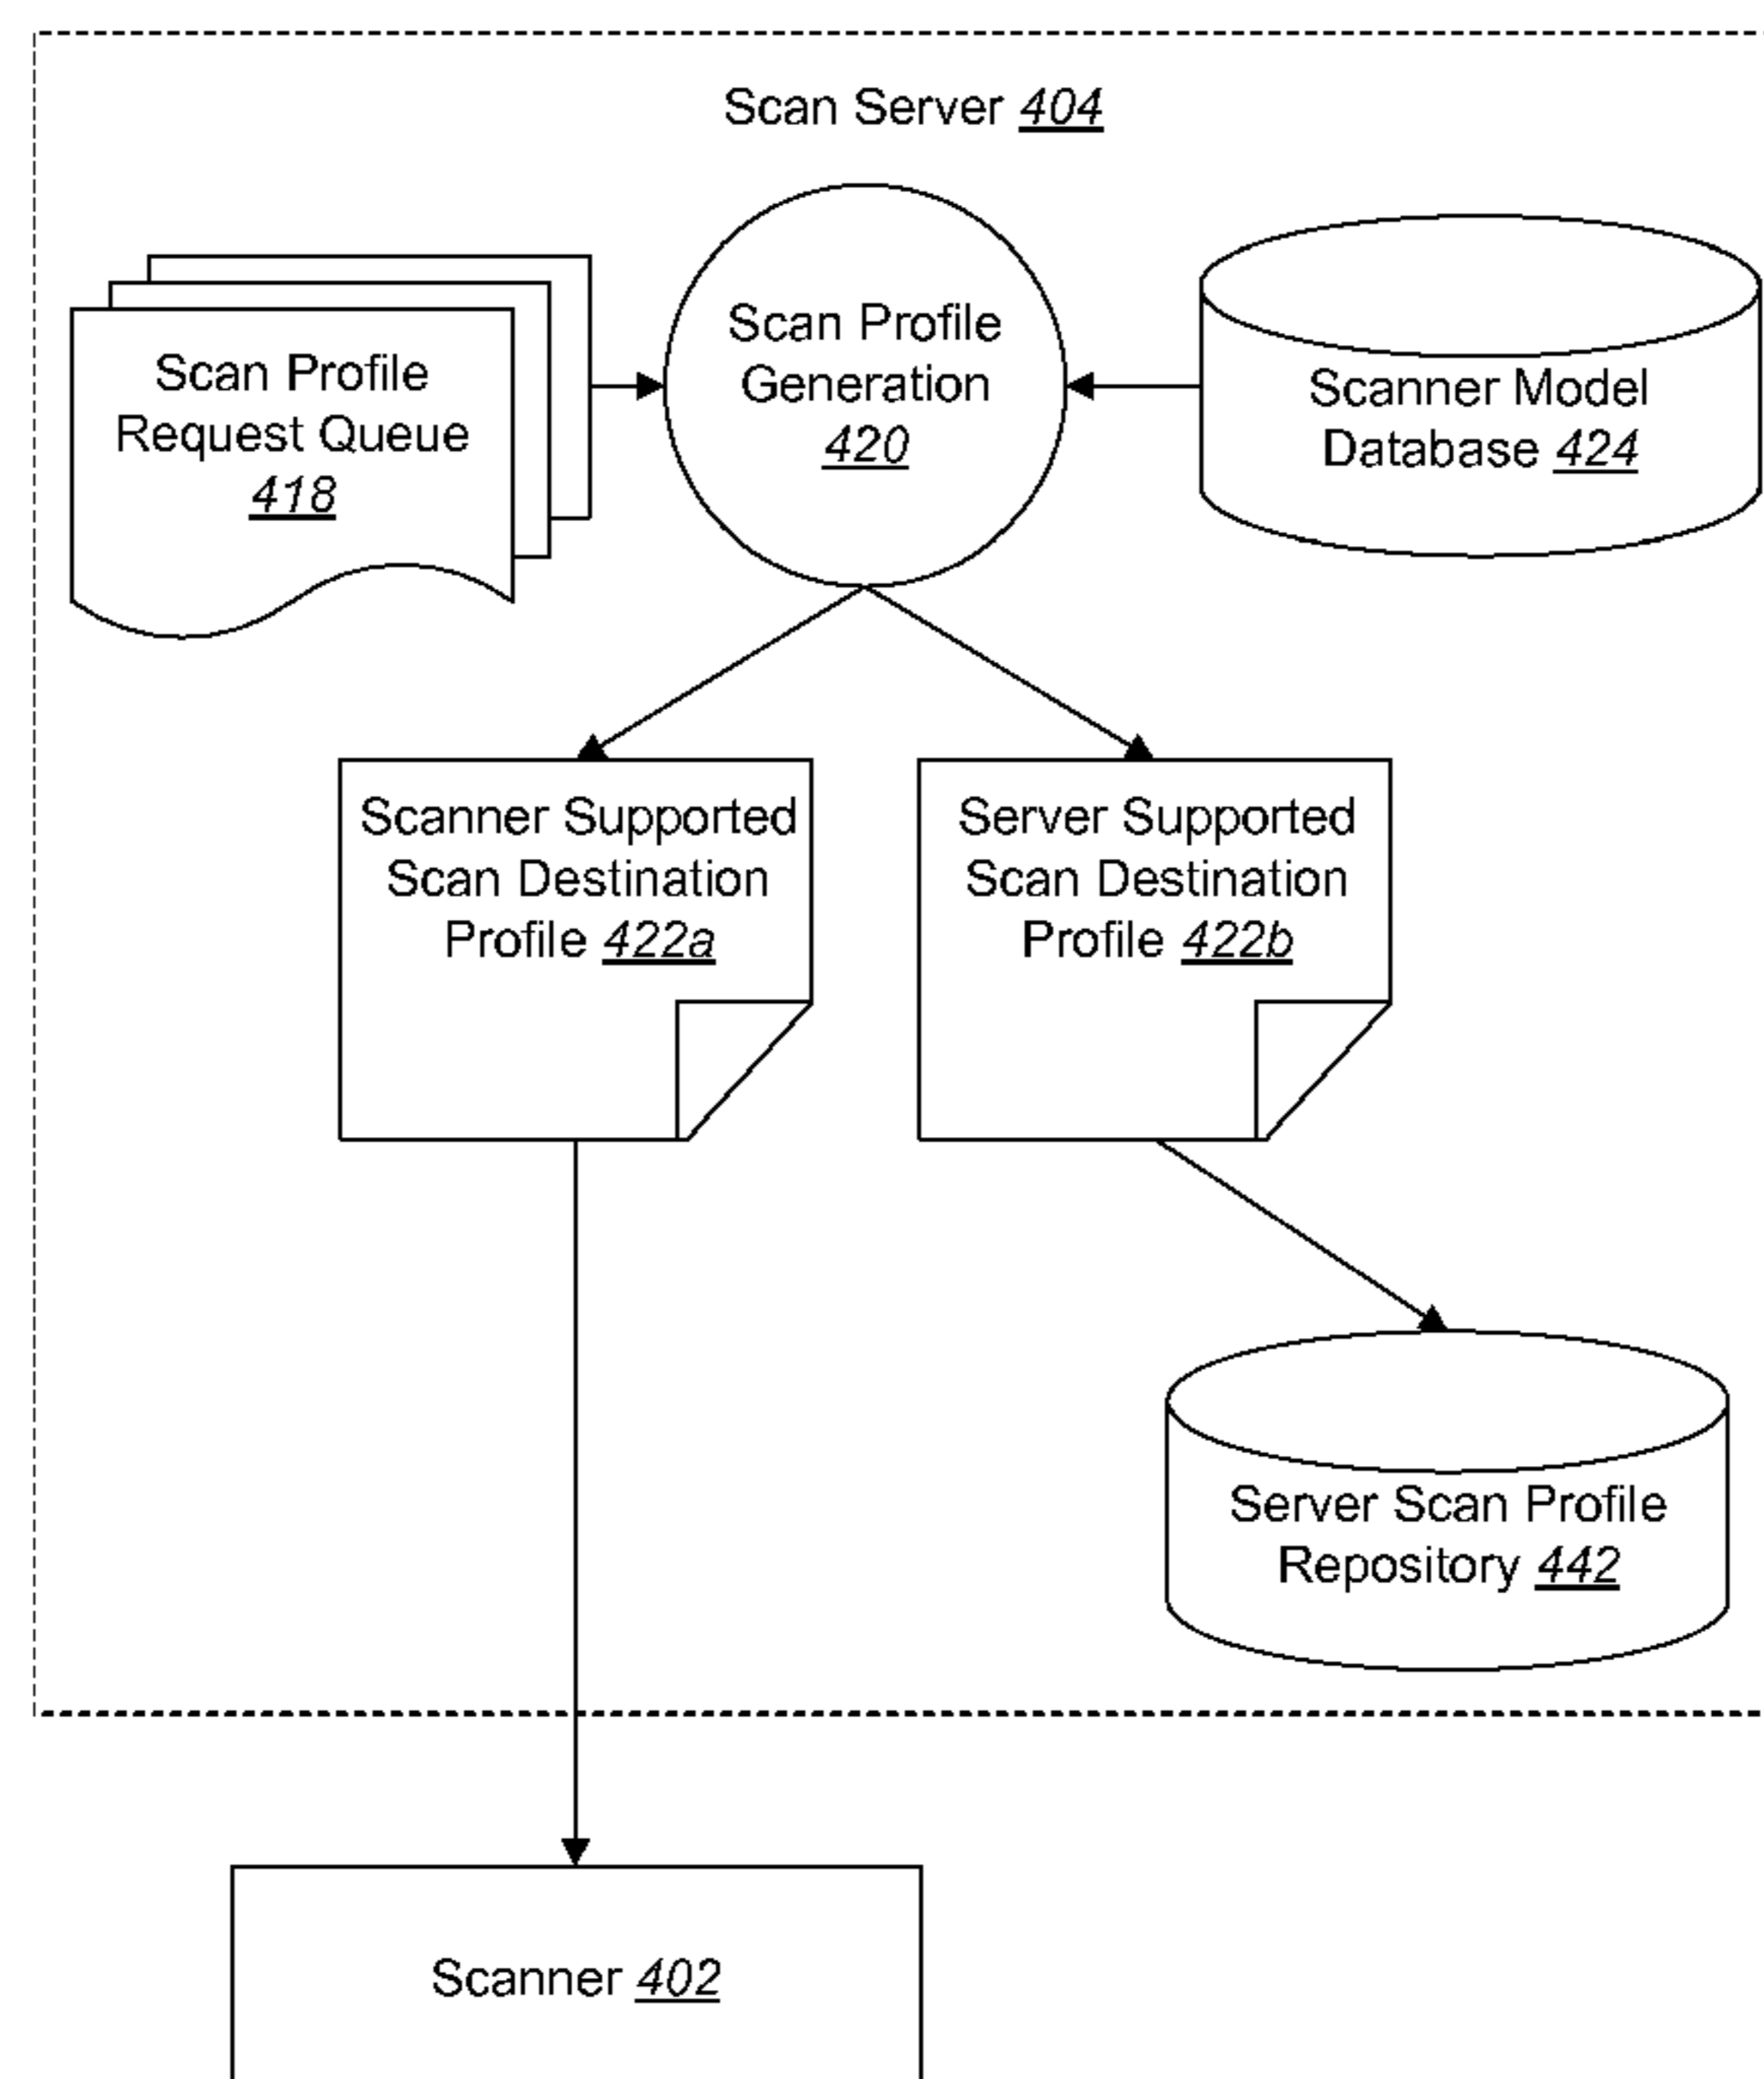 Scan Server 404
Scan Profile
Request Queue
418
Scan Profile
Generation
420
Scanner Model
Database 424
Scanner Supported
Scan Destination
Profile 422a
Server Supported
Scan Destination
Profile 422b
Server Scan Profile
Repository 442
Scanner 402